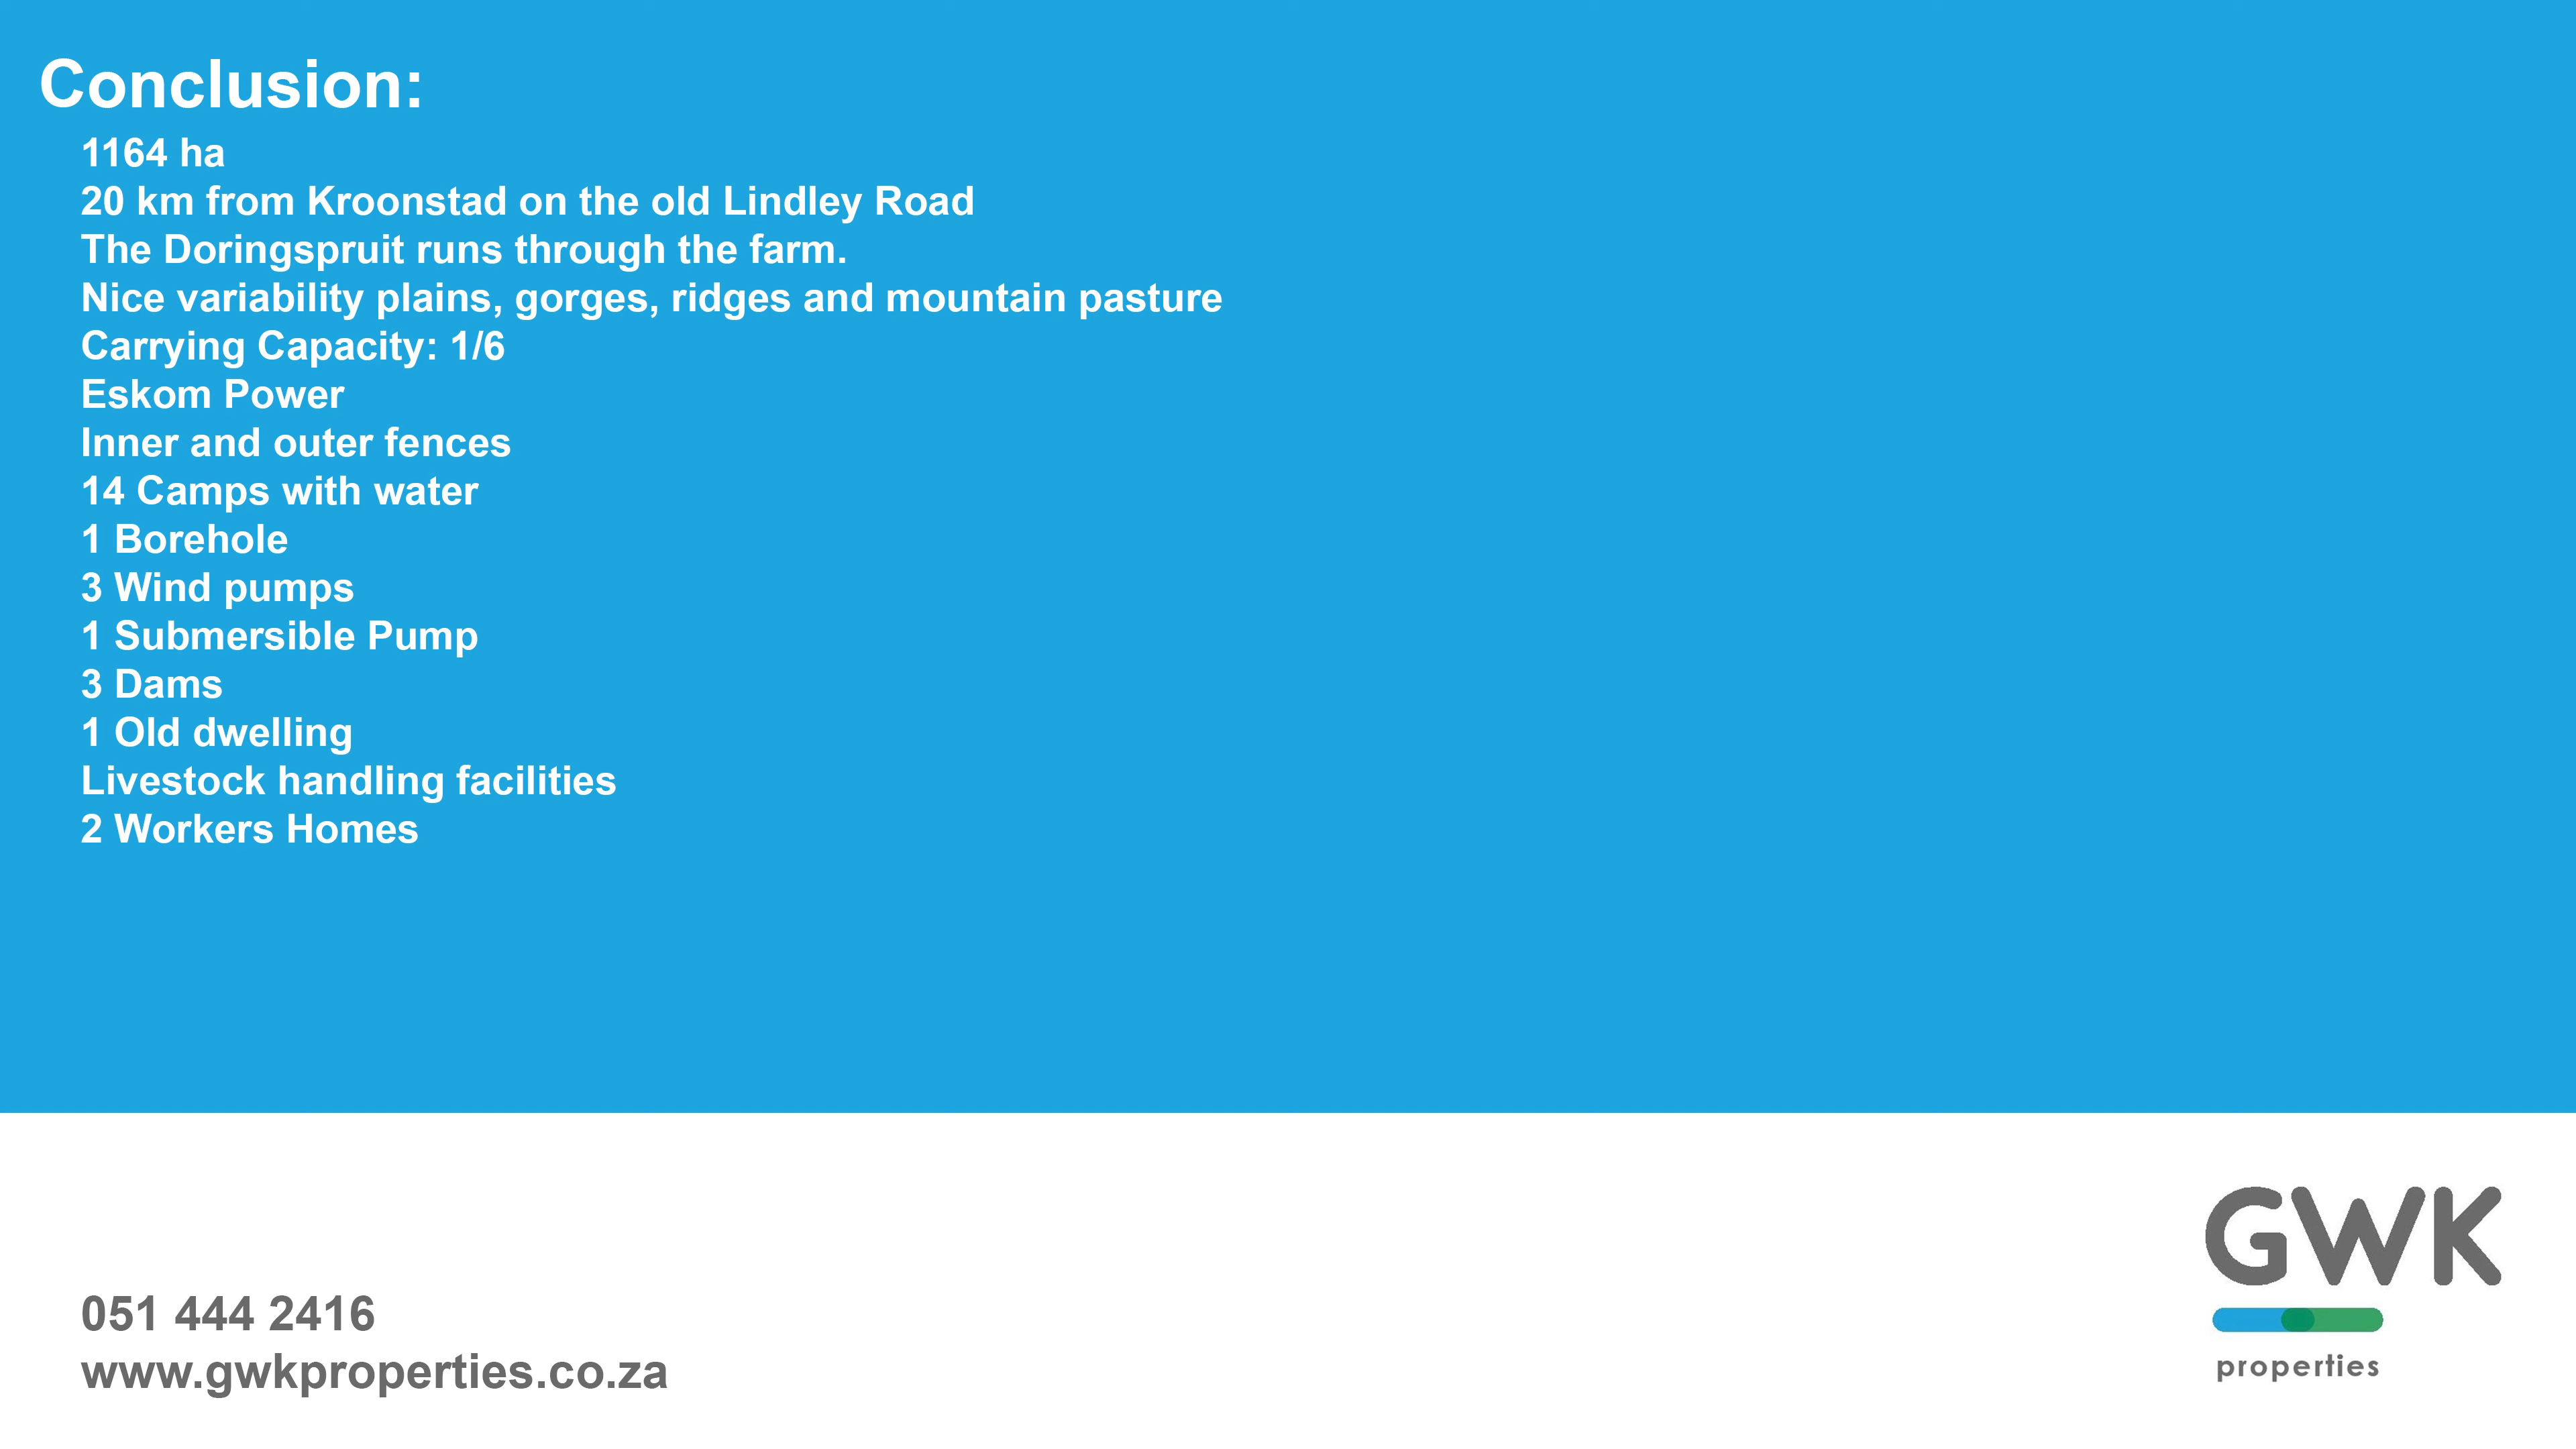 Conclusion:
1164 ha
20 km from Kroonstad on the old Lindley Road
The Doringspruit runs through the farm.
Nice variability plains, gorges, ridges and mountain pasture
Carrying Capacity: 1/6
Eskom Power
Inner and outer fences
14 Camps with water
1 Borehole
3 Wind pumps
1 Submersible Pump
3 Dams
1 Old dwelling
Livestock handling facilities
2 Workers Homes
051 444 2416
www.gwkproperties.co.za
GWK
properties